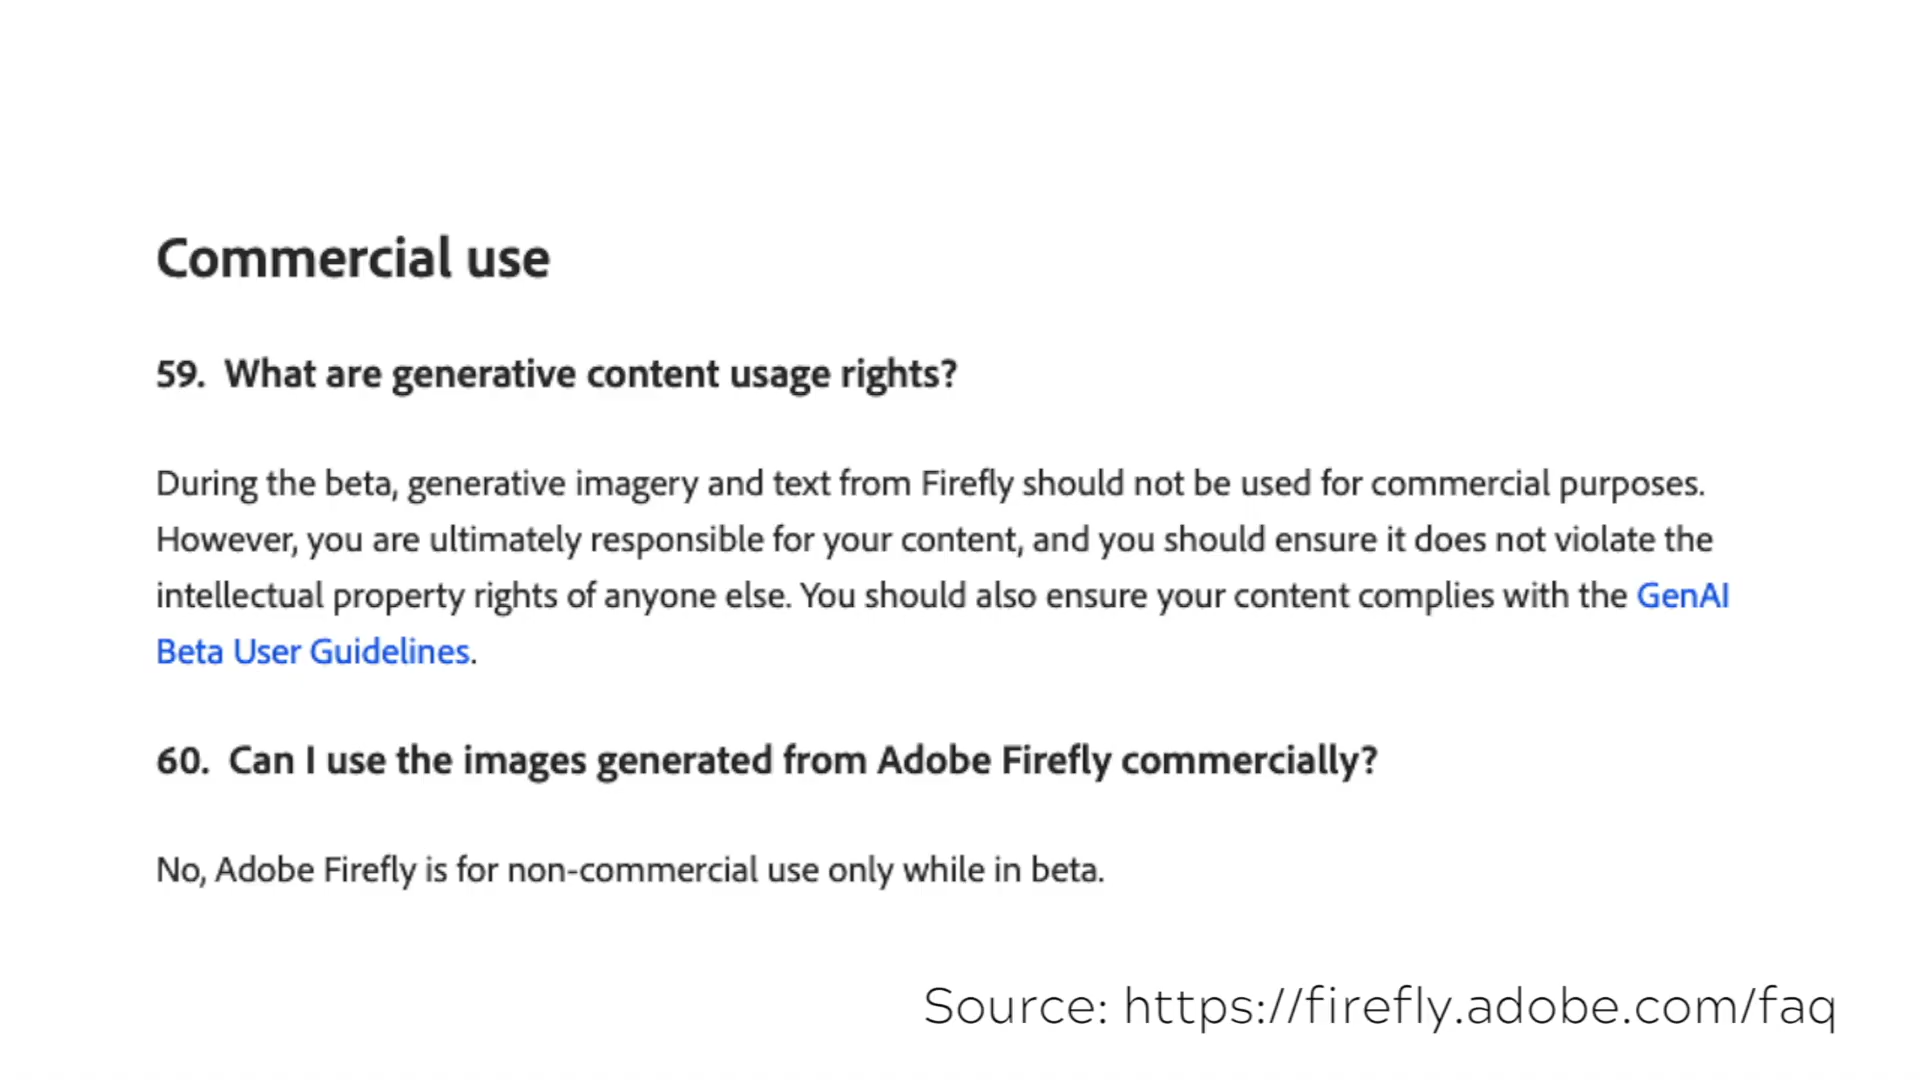 Commercial use
59. What are generative content usage rights?
During the beta, generative imagery and text from Firefly should not be used for commercial purposes.
However, you are ultimately responsible for your content, and you should ensure it does not violate the
intellectual property rights of anyone else. You should also ensure your content complies with the GenAI
Beta User Guidelines.
60. Can I use the images generated from Adobe Firefly commercially?
No, Adobe Firefly is for non-commercial use only while in beta.
Source: https://firefly.adobe.com/faq